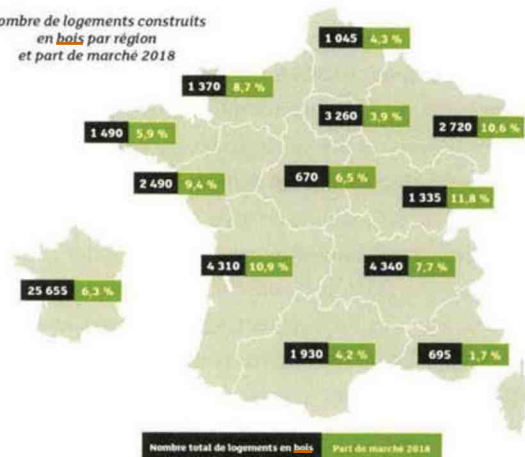 ombre de logements construits
en bois par région
et part de marché 2018
1 045 4,3 %
1 370 8,7 %
3 260 3,9 %
2 720 10,6 %
1 490 5,9 %
670 6,5 %
2 490 9,4 %
1 335 11,8 %
4 310 10,9 %
4 340 7,7 %
25 655 6,3 %
1 930 4,2 %
695 1,7 %
Nombre total de logements en bois Part de marché 2018